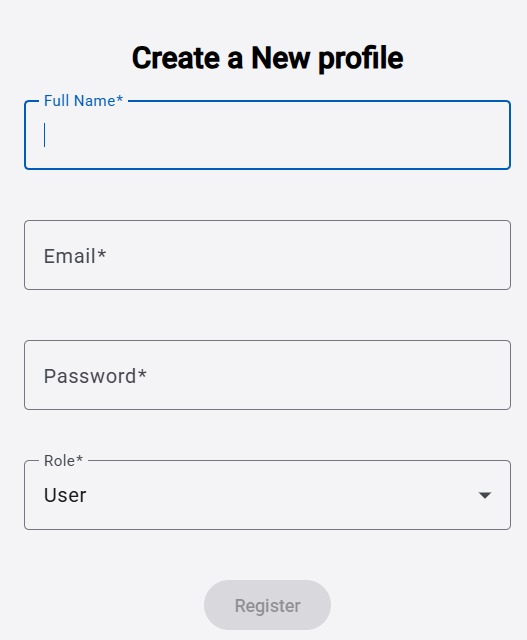 Create a New profile
Full Name*
Email*
Password*
Role*
User
Register